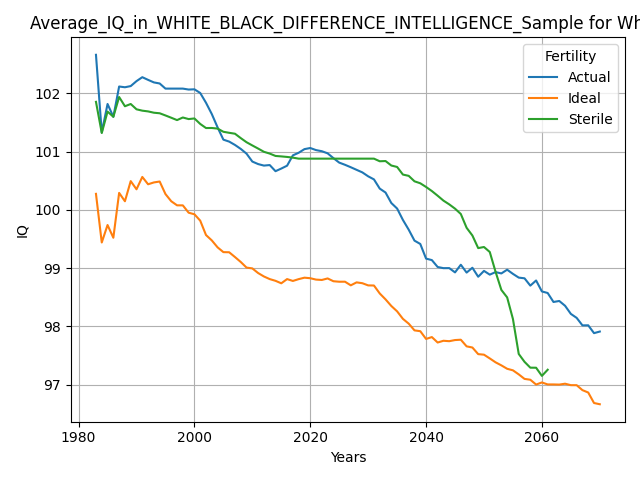 Average_IQ_in_WHITE_BLACK_DIFFERENCE_INTELLIGENCE_Sample for Wh
Fertility
Actual
Ideal
Sterile
102
101
100
99
98
97
IQ
1980
2000
2020
2040
2060
Years